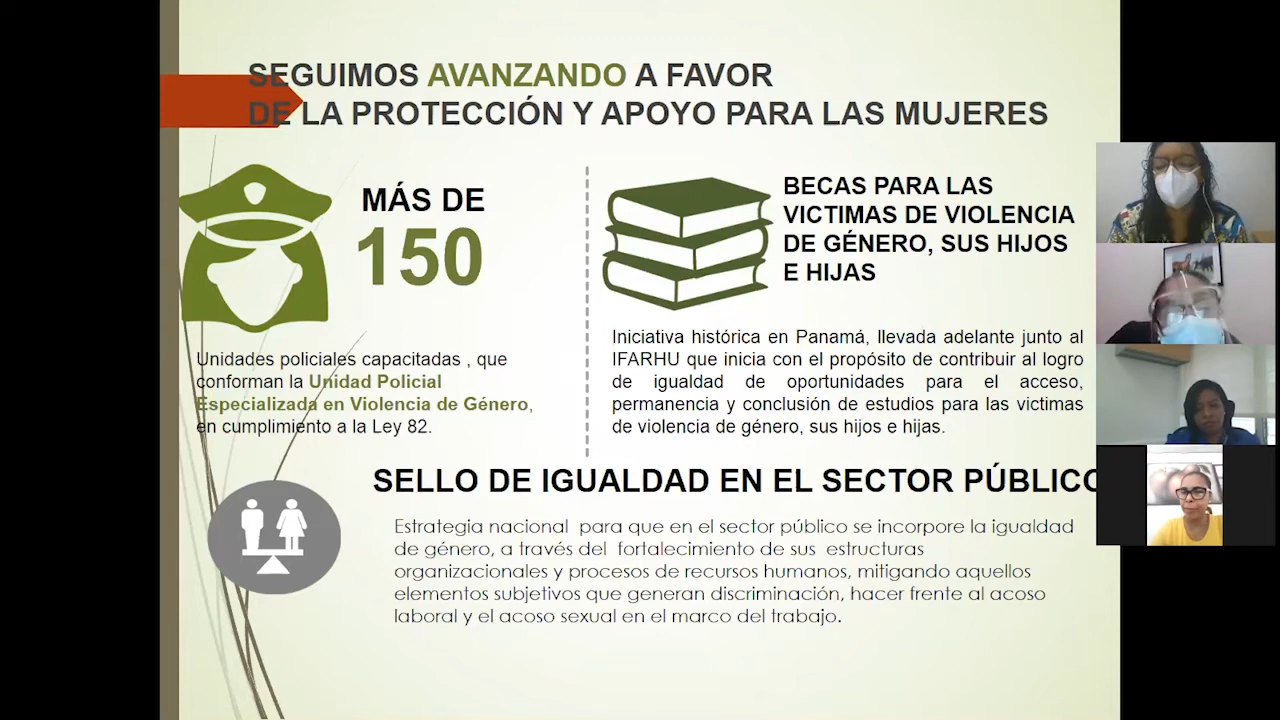 SEGUIMOS AVANZANDO A FAVOR
DE LA PROTECCIÓN Y APOYO PARA LAS MUJERES
MÁS DE
150
Unidades policiales capacitadas , que
conforman la Unidad Policial
Especializada en Violencia de Género,
en cumplimiento a la Ley 82.
BECAS PARA LAS
VICTIMAS DE VIOLENCIA
DE GÉNERO, SUS HIJOS
E HIJAS
Iniciativa histórica en Panamá, llevada adelante junto al
IFARHU que inicia con el propósito de contribuir al logro
de igualdad de oportunidades para el acceso,
permanencia y conclusión de estudios para las victimas
de violencia de género, sus hijos e hijas.
SELLO DE IGUALDAD EN EL SECTOR PÚBLICO
Estrategia nacional para que en el sector público se incorpore la igualdad
de género, a través del fortalecimiento de sus estructuras
organizacionales y procesos de recursos humanos, mitigando aquellos
elementos subjetivos que generan discriminación, hacer frente al acoso
laboral y el acoso sexual en el marco del trabajo.